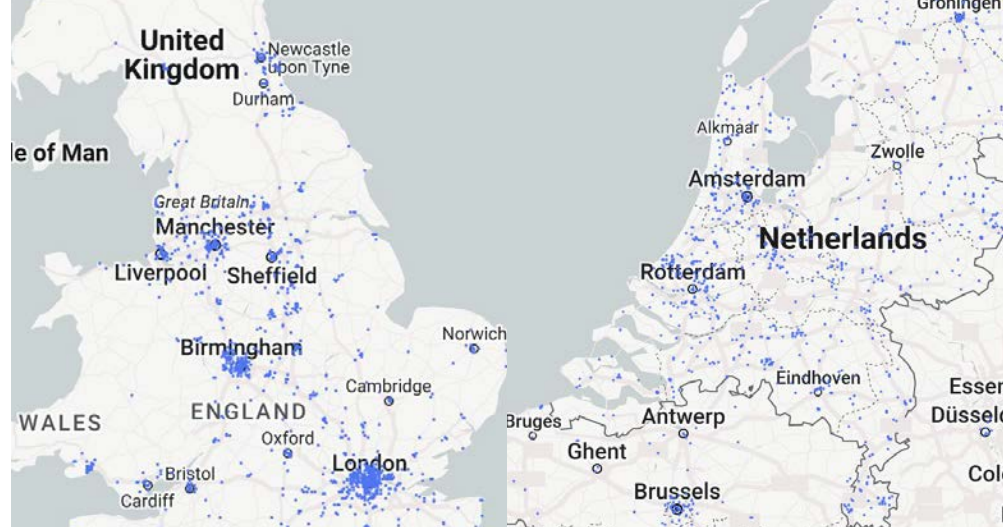 United
Kingdom
Newcastle
upon Tyne
Durham
le of Man
Great Britain
Manchester
Liverpool
Sheffield
Birmingham
Norwich
Cambridge
WALES
ENGLAND
Oxford
London
Bristol
Cardiff
Groningen
Alkmaar
Zwolle
Amsterdam
Netherlands
Rotterdam
Eindhoven
Essen
Düsseld
Bruges
Antwerp
Ghent
Col
Brussels